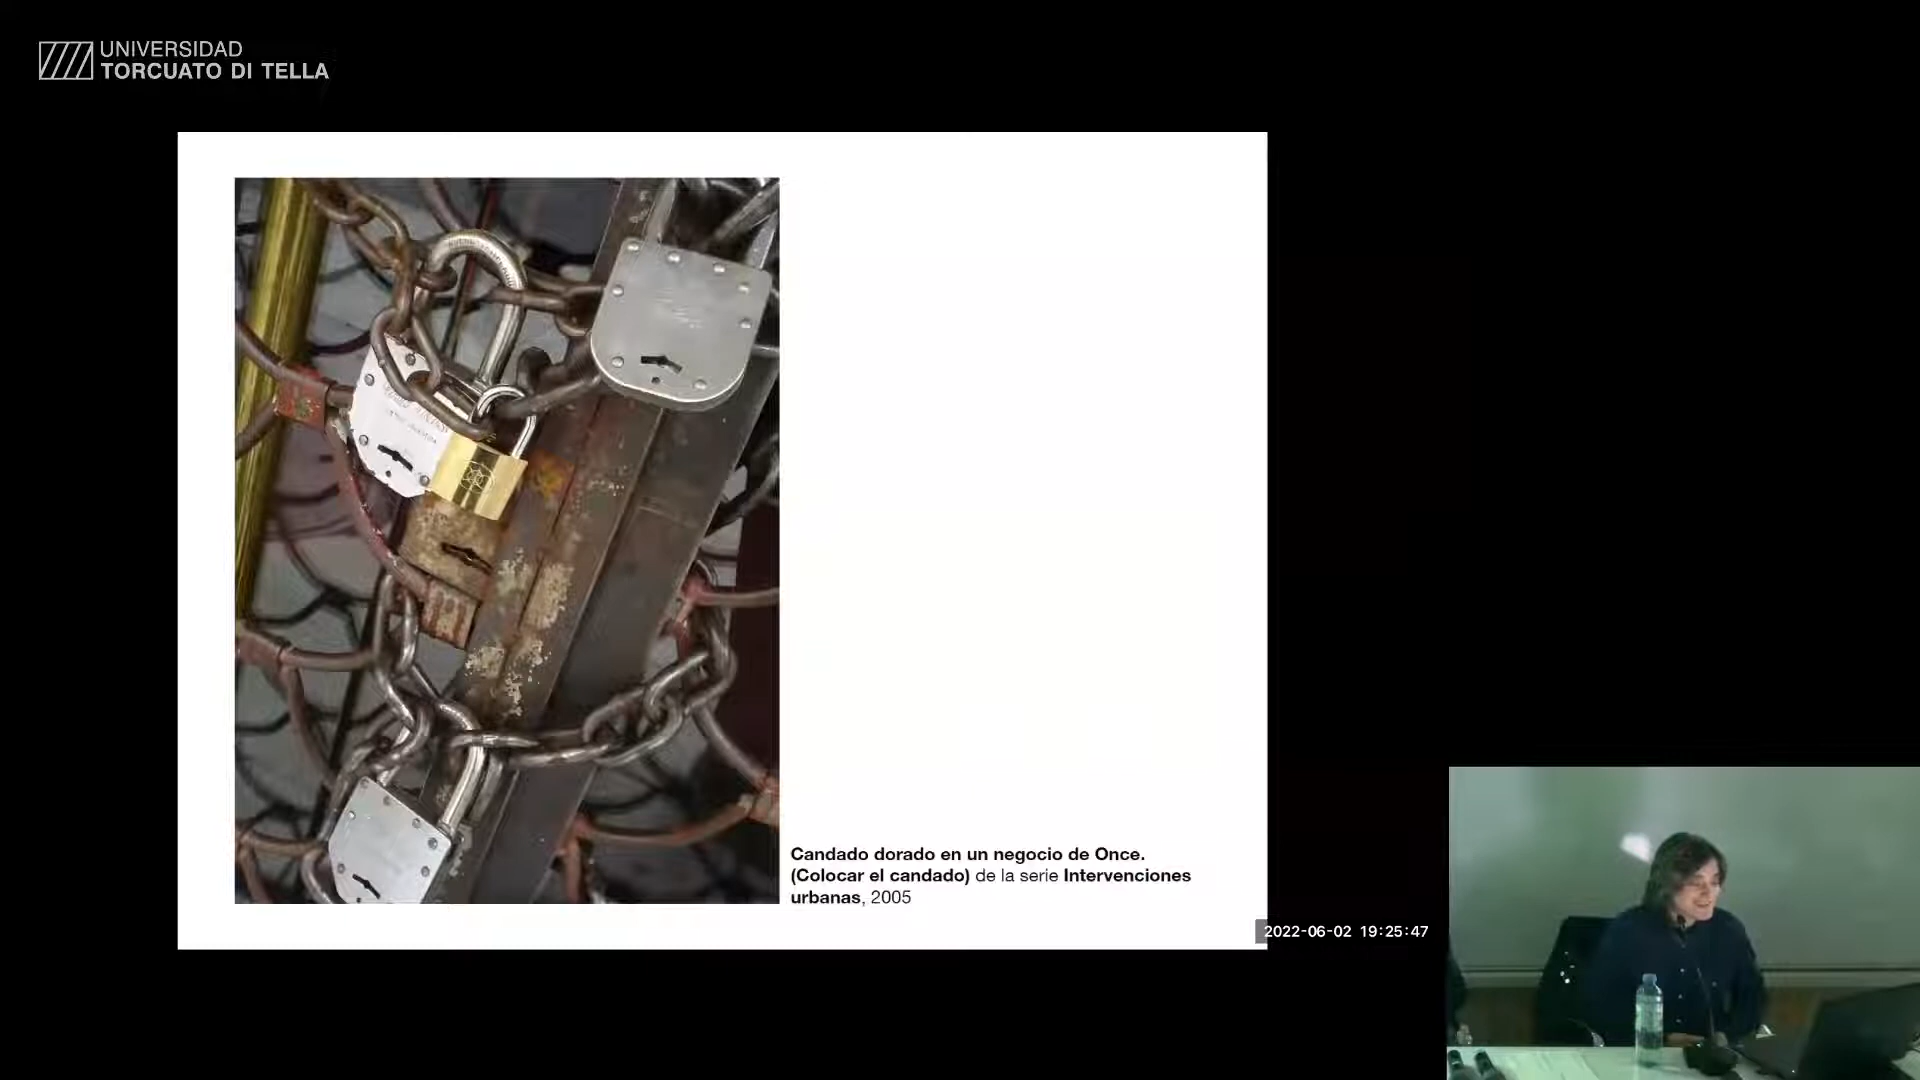 UNIVERSIDAD
TORCUATO DI TELLA
Candado dorado en un negocio de Once.
(Colocar el candado) de la serie Intervenciones
urbanas, 2005
2022-06-02 19:25:47